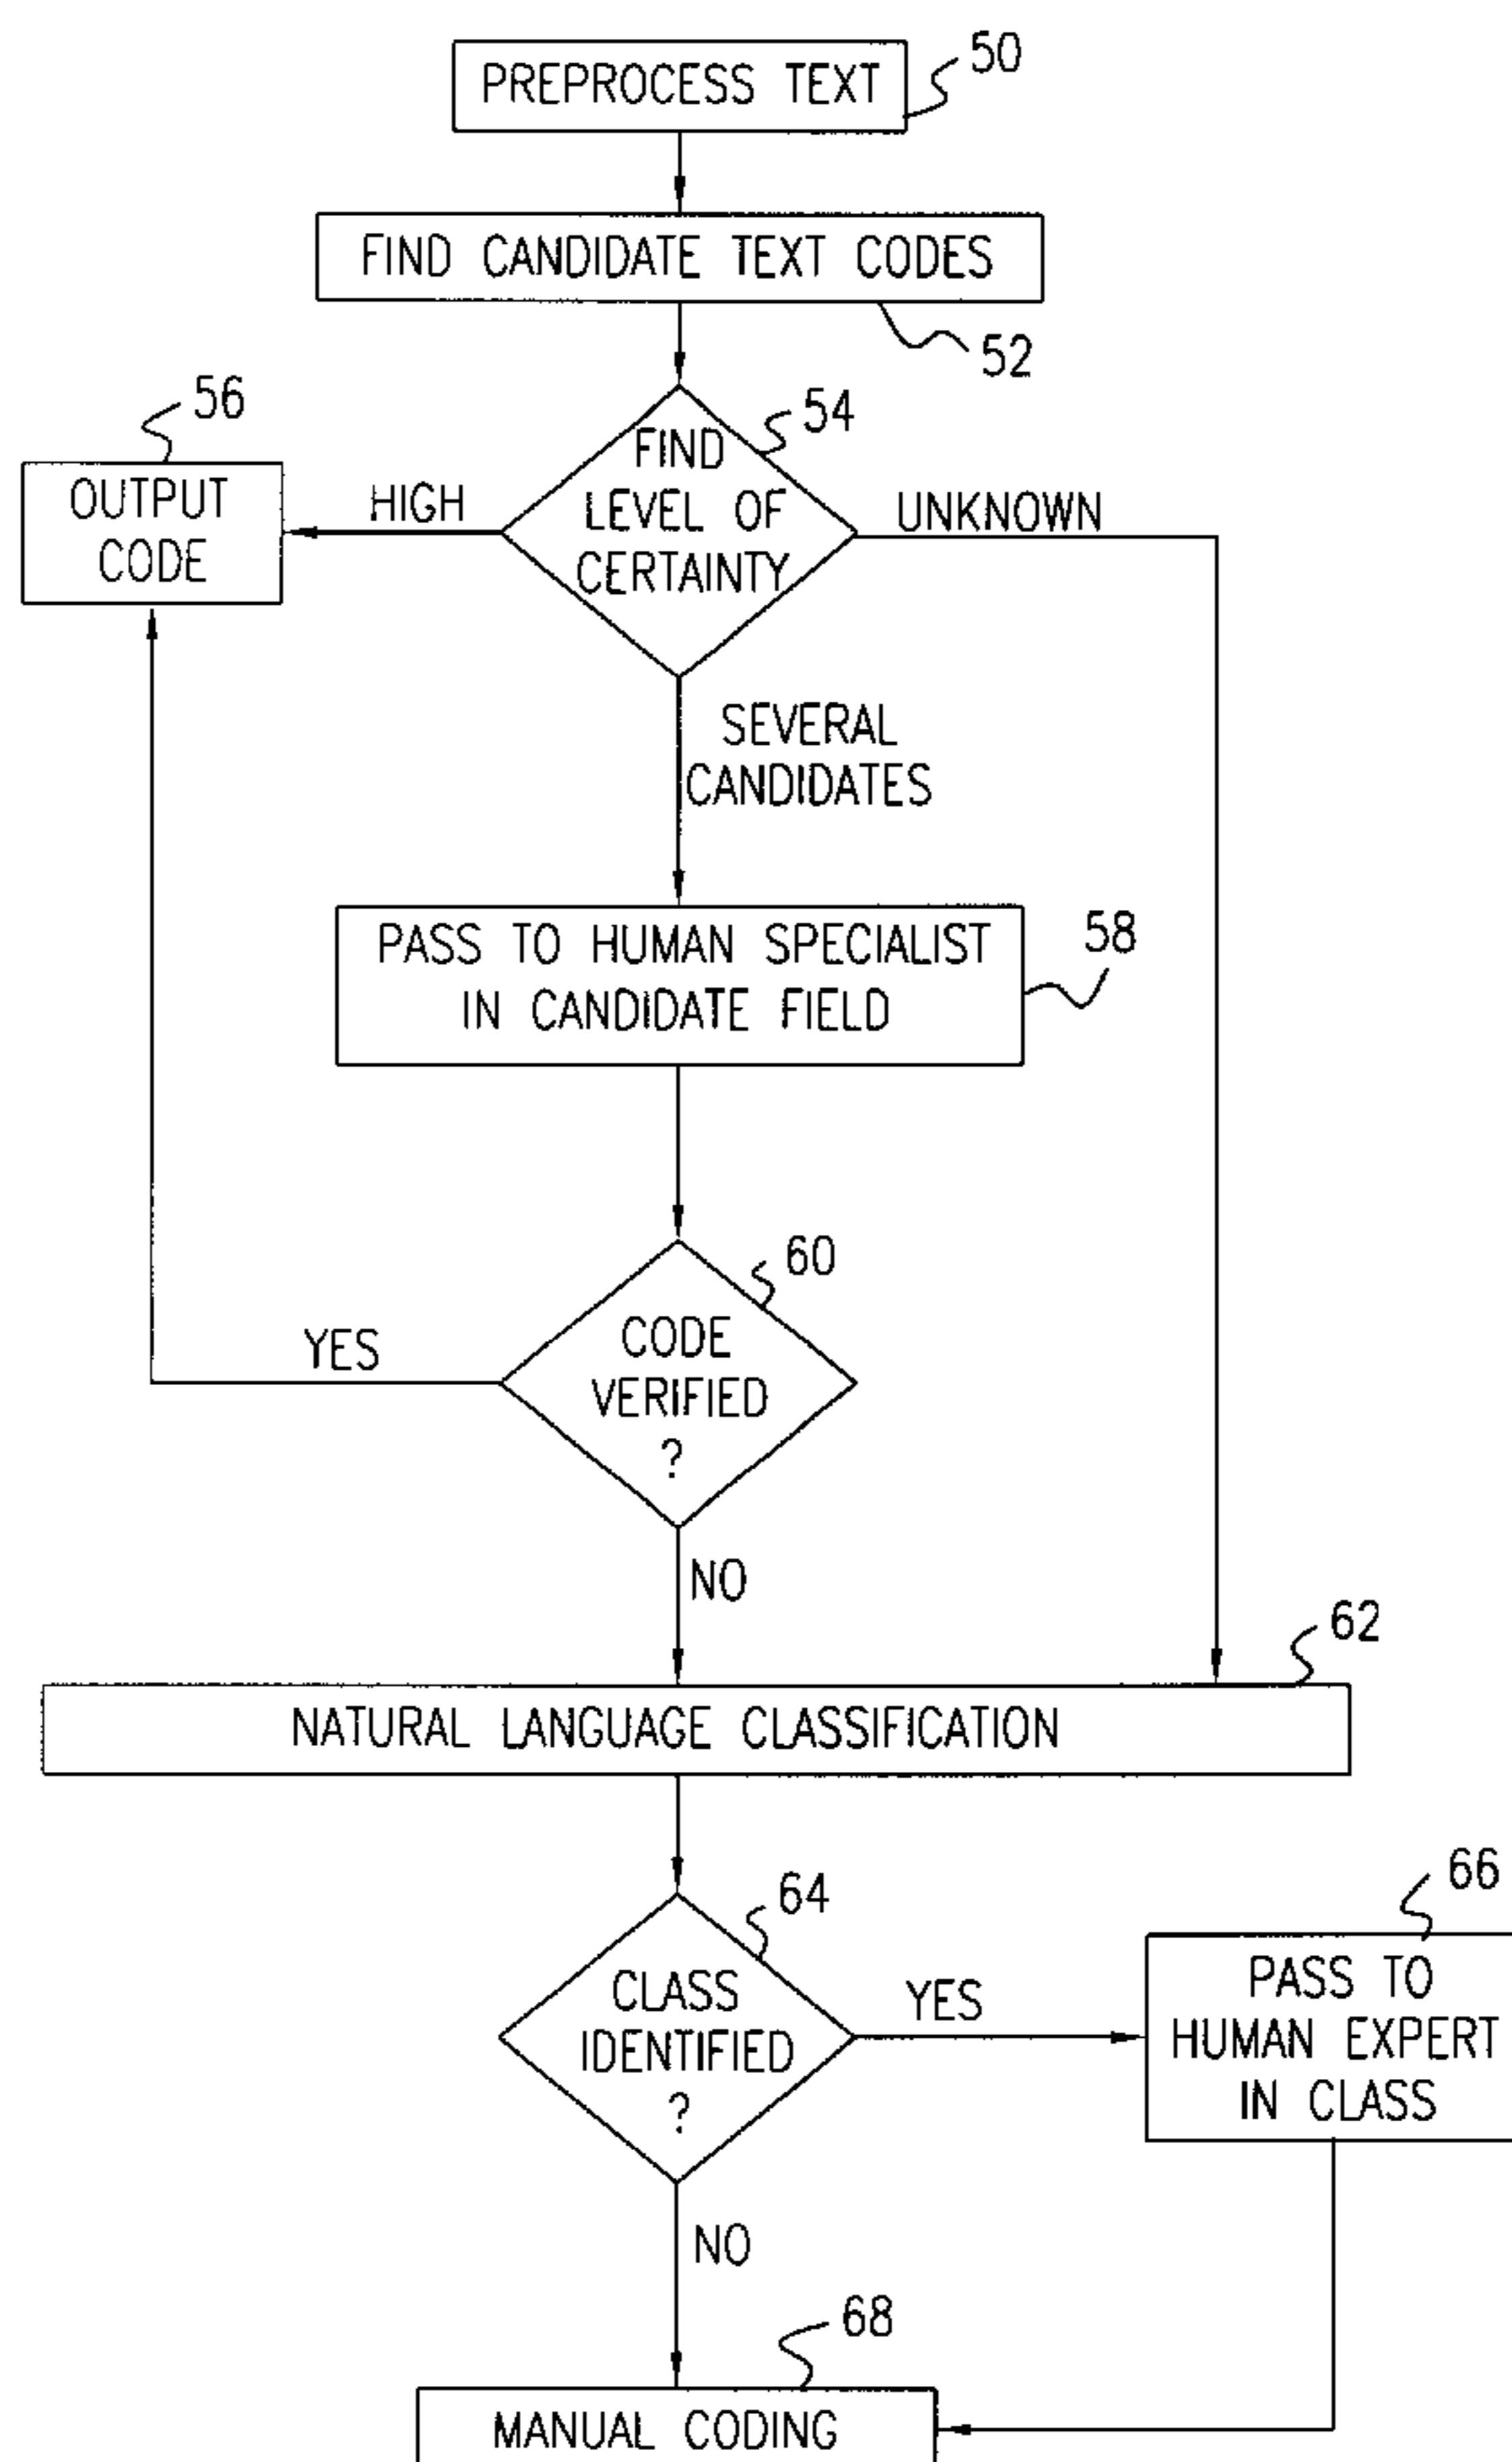 PREPROCESS TEXT
50
FIND CANDIDATE TEXT CODES
52
56
54
OUTPUT
CODE
HIGH
FIND
LEVEL OF
CERTAINTY
UNKNOWN
SEVERAL
CANDIDATES
PASS TO HUMAN SPECIALIST
IN CANDIDATE FIELD
58
60
CODE
VERIFIED
?
YES
NO
62
NATURAL LANGUAGE CLASSIFICATION
64
66
CLASS
IDENTIFIED
?
YES
PASS TO
HUMAN EXPERT
IN CLASS
NO
68
MANUAL CODING